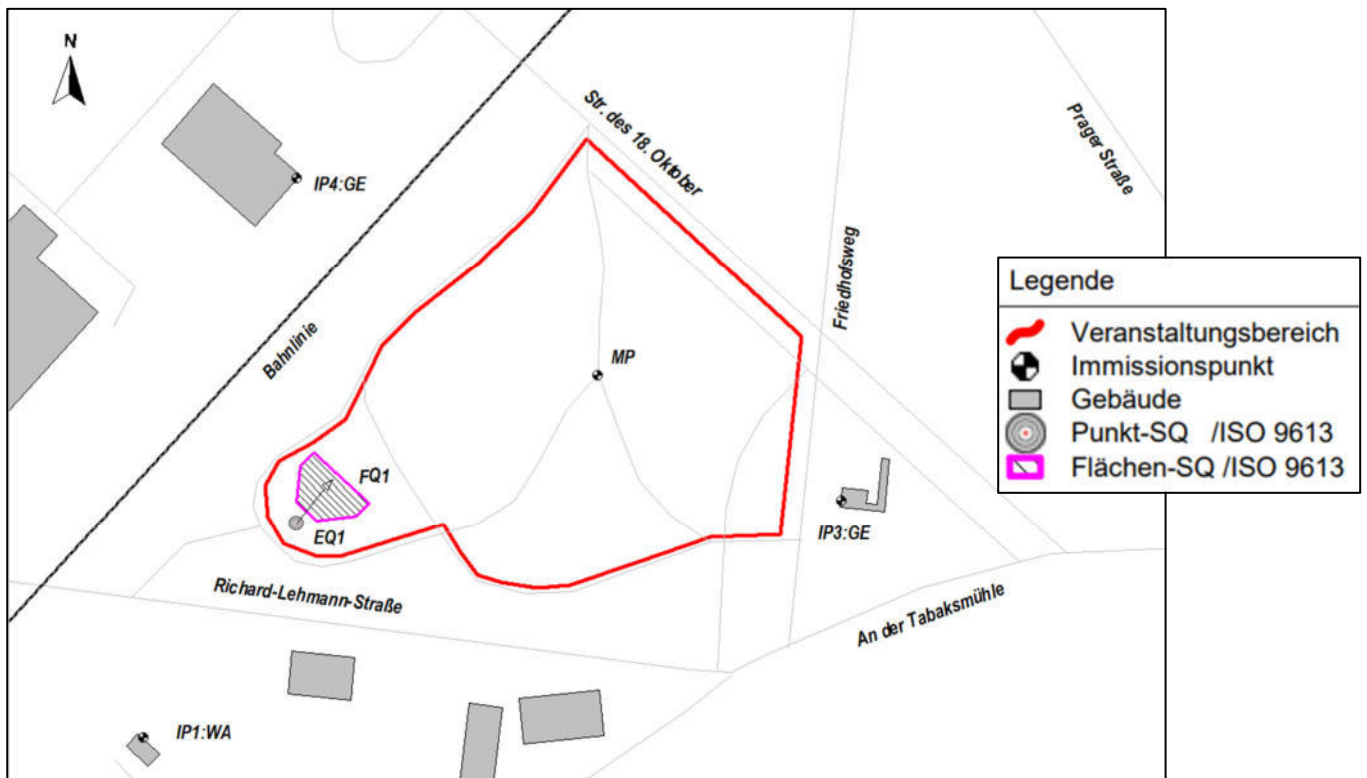 N
Str. des 18. Oktober
Prager Straße
IP4:GE
Friedhofsweg
Bahnlinie
MP
FQ1
EQ1
IP3:GE
Richard-Lehmann-Straße
An der Tabaksmühle
IP1:WA
Legende
Veranstaltungsbereich
Immissionspunkt
Gebäude
Punkt-SQ /ISO 9613
Flächen-SQ /ISO 9613